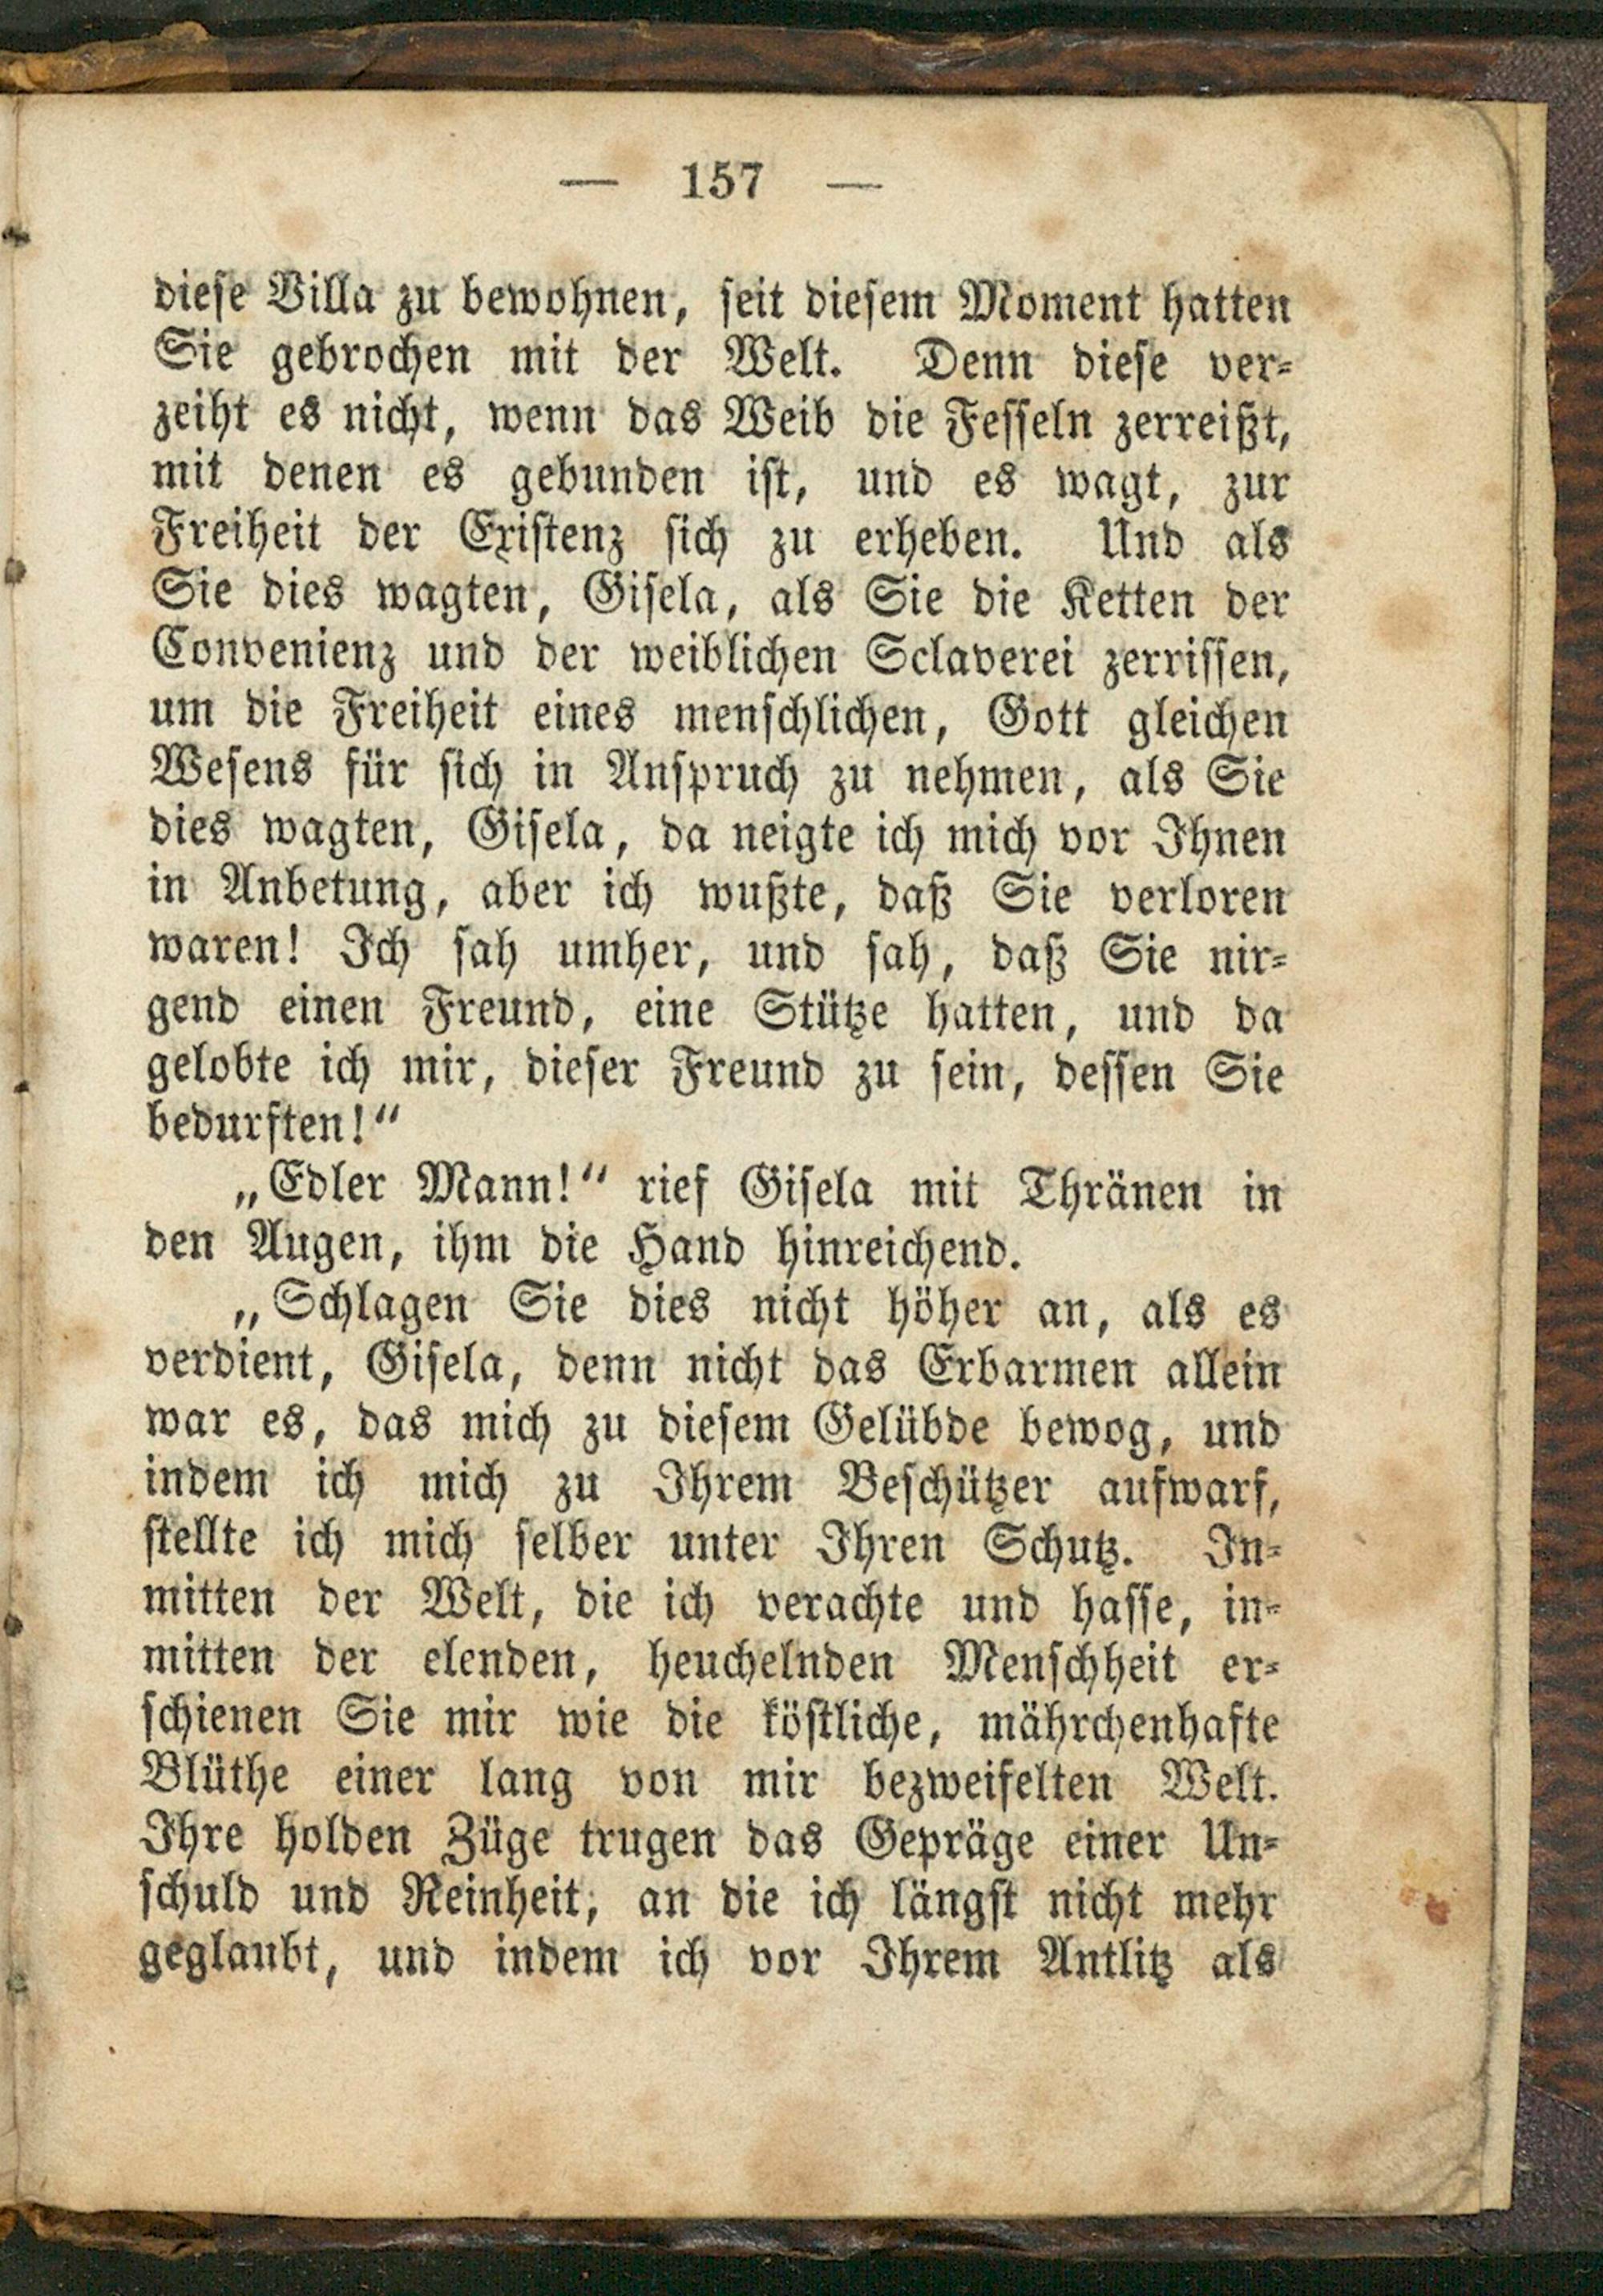 — 157 —
diese Villa zu bewohnen, seit diesem Moment hatten
Sie gebrochen mit der Welt. Denn diese ver-
zeiht es nicht, wenn das Weib die Fesseln zerreißt,
mit denen es gebunden ist, und es wagt, zur
Freiheit der Existenz sich zu erheben. Und als
Sie dies wagten, Gisela, als Sie die Ketten der
Convenienz und der weiblichen Sclaverei zerrissen,
um die Freiheit eines menschlichen, Gott gleichen
Wesens für sich in Anspruch zu nehmen, als Sie
dies wagten, Gisela, da neigte ich mich vor Ihnen
in Anbetung, aber ich wußte, daß Sie verloren
waren! Ich sah umher, und sah, daß Sie nir-
gend einen Freund, eine Stütze hatten, und da
gelobte ich mir, dieser Freund zu sein, dessen Sie
bedurften!“
„Edler Mann!“ rief Gisela mit Thränen in
den Augen, ihm die Hand hinreichend.
„Schlagen Sie dies nicht höher an, als es
verdient, Gisela, denn nicht das Erbarmen allein
war es, das mich zu diesem Gelübde bewog, und
indem ich mich zu Ihrem Beschützer aufwarf,
stellte ich mich selber unter Ihren Schutz. In-
mitten der Welt, die ich verachte und hasse, in-
mitten der elenden, heuchelnden Menschheit er-
schienen Sie mir wie die köstliche, mährchenhafte
Blüthe einer lang von mir bezweifelten Welt.
Ihre holden Züge trugen das Gepräge einer Un-
schuld und Reinheit, an die ich längst nicht mehr
geglaubt, und indem ich vor Ihrem Antlitz als